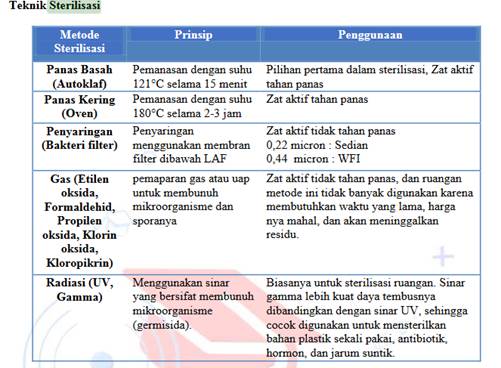 Teknik Sterilisasi
Metode Sterilisasi
Prinsip
Penggunaan
Panas Basah
(Autoklaf)
Pemanasan dengan suhu
121°C selama 15 menit
Pilihan pertama dalam sterilisasi, Zat aktif
tahan panas
Panas Kering
(Oven)
Pemanasan dengan suhu
180°C selama 2-3 jam
Zat aktif tahan panas
Penyaringan
(Bakteri filter)
Penyaringan
menggunakan membran
filter dibawah LAF
Zat aktif tidak tahan panas
0,22 micron : Sedian
0,44 micron : WFI
Gas (Etilen
oksida,
Formaldehid,
Propilen
oksida, Klorin
oksida,
Kloropikrin)
pemaparan gas atau uap
untuk membunuh
mikroorganisme dan
sporanya
Zat aktif tidak tahan panas, dan ruangan
metode ini tidak banyak digunakan karena
membutuhkan waktu yang lama, harga
nya mahal, dan akan meninggalkan
residu.
Radiasi (UV,
Gamma)
Menggunakan sinar
yang bersifat membunuh
mikroorganisme
(germisida).
Biasanya untuk sterilisasi ruangan. Sinar
gamma lebih kuat daya tembusnya
dibandingkan dengan sinar UV, sehingga
cocok digunakan untuk mensterilkan
bahan plastik sekali pakai, antibiotik,
hormon, dan jarum suntik.